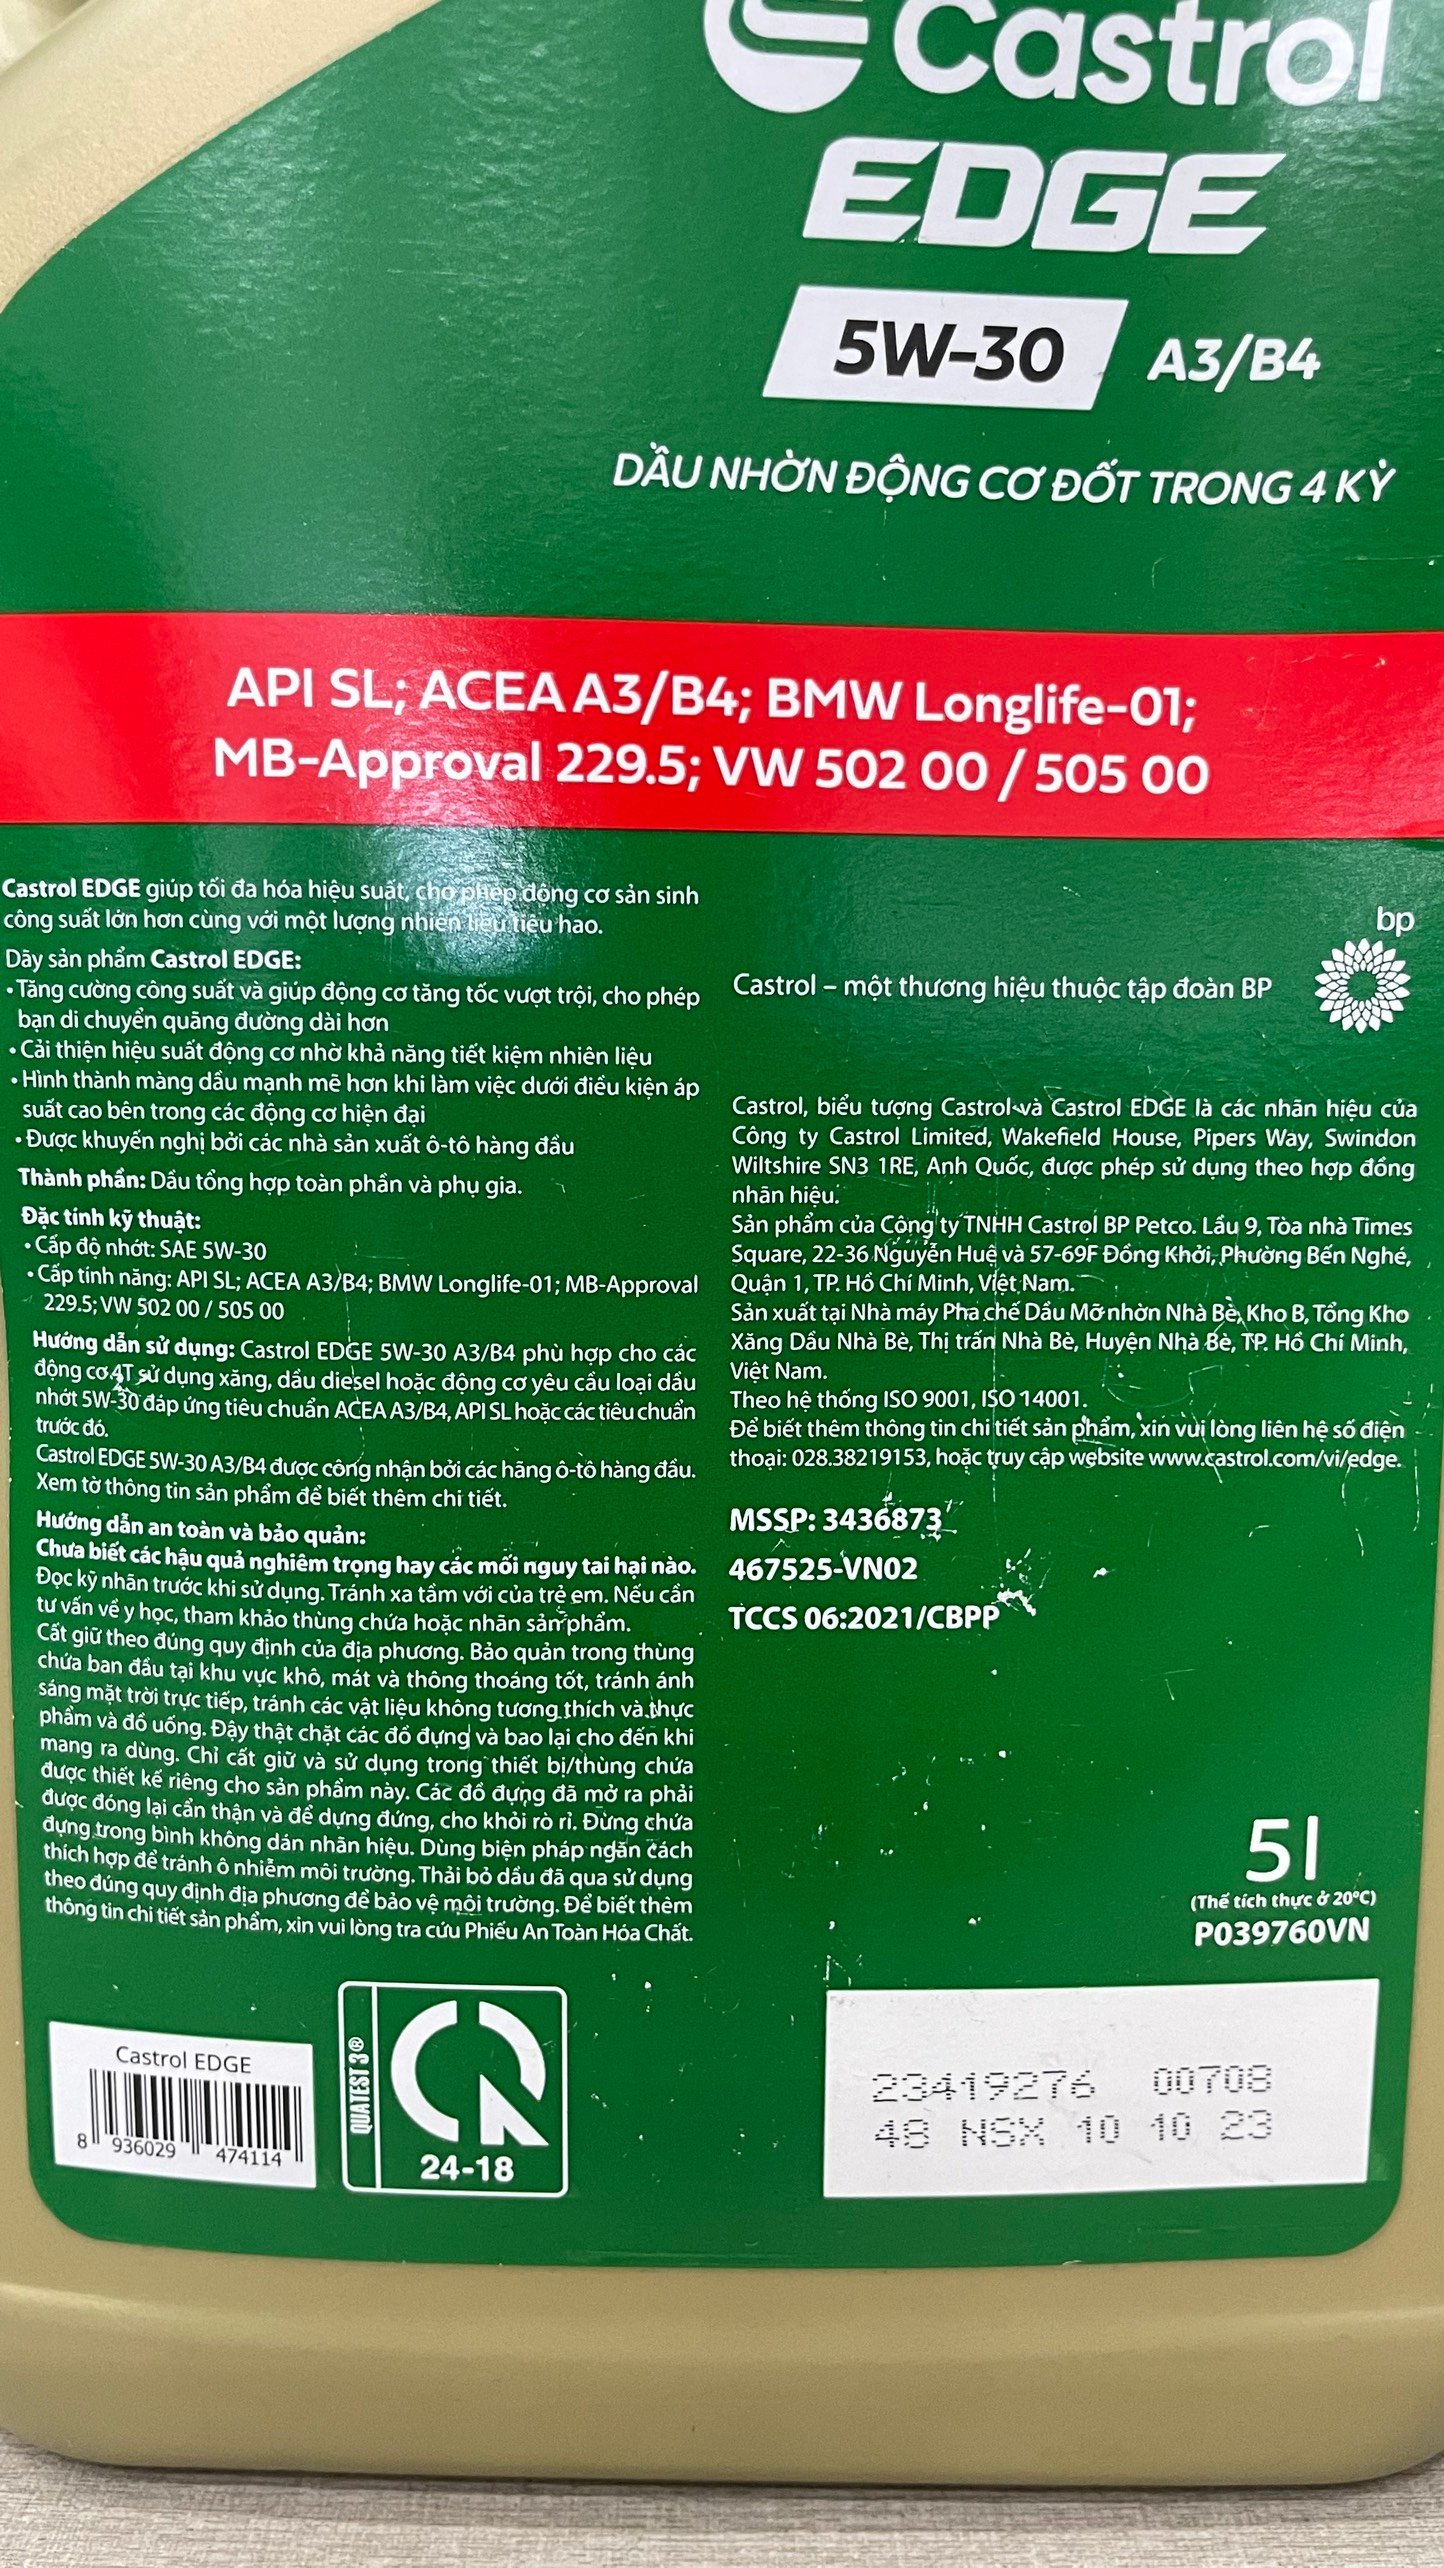 Castrol
EDGE
5W-30 A3/B4
DẦU NHỜN ĐỘNG CƠ ĐỐT TRONG 4 KỲ
API SL; ACEA A3/B4; BMW Longlife-01;
MB-Approval 229.5; VW 502 00 / 505 00
Castrol EDGE giúp tối đa hóa hiệu suất, cho phép động cơ sản sinh
công suất lớn hơn cùng với một lượng nhiên liệu tiêu hao.
Dãy sản phẩm Castrol EDGE:
• Tăng cường công suất và giúp động cơ tăng tốc vượt trội, cho phép
bạn di chuyển quãng đường dài hơn
• Cải thiện hiệu suất động cơ nhờ khả năng tiết kiệm nhiên liệu
• Hình thành màng dầu mạnh mẽ hơn khi làm việc dưới điều kiện áp
suất cao bên trong các động cơ hiện đại
• Được khuyến nghị bởi các nhà sản xuất ô-tô hàng đầu
Thành phần: Dầu tổng hợp toàn phần và phụ gia.
Đặc tính kỹ thuật:
• Cấp độ nhớt: SAE 5W-30
• Cấp tính năng: API SL; ACEA A3/B4; BMW Longlife-01; MB-Approval
229.5; VW 502 00 / 505 00
Hướng dẫn sử dụng: Castrol EDGE 5W-30 A3/B4 phù hợp cho các
động cơ 4T sử dụng xăng, dầu diesel hoặc động cơ yêu cầu loại dầu
nhớt 5W-30 đáp ứng tiêu chuẩn ACEA A3/B4, API SL hoặc các tiêu chuẩn
trước đó.
Castrol EDGE 5W-30 A3/B4 được công nhận bởi các hãng ô-tô hàng đầu.
Xem tờ thông tin sản phẩm để biết thêm chi tiết.
Hướng dẫn an toàn và bảo quản:
Chưa biết các hậu quả nghiêm trọng hay các mối nguy tai hại nào.
Đọc kỹ nhãn trước khi sử dụng. Tránh xa tầm với của trẻ em. Nếu cần
tư vấn về y học, tham khảo thùng chứa hoặc nhãn sản phẩm.
Cất giữ theo đúng quy định của địa phương. Bảo quản trong thùng
chứa ban đầu tại khu vực khô, mát và thông thoáng tốt, tránh ánh
sáng mặt trời trực tiếp, tránh các vật liệu không tương thích và thực
phẩm và đồ uống. Đậy thật chặt các đồ đựng và bao lại cho đến khi
mang ra dùng. Chỉ cất giữ và sử dụng trong thiết bị/thùng chứa
được thiết kế riêng cho sản phẩm này. Các đồ đựng đã mở ra phải
được đóng lại cẩn thận và để dựng đứng, cho khỏi rò rỉ. Đừng chứa
đựng trong bình không dán nhãn hiệu. Dùng biện pháp ngăn cách
thích hợp để tránh ô nhiễm môi trường. Thải bỏ dầu đã qua sử dụng
theo đúng quy định địa phương để bảo vệ môi trường. Để biết thêm
thông tin chi tiết sản phẩm, xin vui lòng tra cứu Phiếu An Toàn Hóa Chất.
bp
Castrol – một thương hiệu thuộc tập đoàn BP
Castrol, biểu tượng Castrol và Castrol EDGE là các nhãn hiệu của
Công ty Castrol Limited, Wakefield House, Pipers Way, Swindon
Wiltshire SN3 1RE, Anh Quốc, được phép sử dụng theo hợp đồng
nhãn hiệu.
Sản phẩm của Công ty TNHH Castrol BP Petco. Lầu 9, Tòa nhà Times
Square, 22-36 Nguyễn Huệ và 57-69F Đồng Khởi, Phường Bến Nghé,
Quận 1, TP. Hồ Chí Minh, Việt Nam.
Sản xuất tại Nhà máy Pha chế Dầu Mỡ nhờn Nhà Bè, Kho B, Tổng Kho
Xăng Dầu Nhà Bè, Thị trấn Nhà Bè, Huyện Nhà Bè, TP. Hồ Chí Minh,
Việt Nam.
Theo hệ thống ISO 9001, ISO 14001.
Để biết thêm thông tin chi tiết sản phẩm, xin vui lòng liên hệ số điện
thoại: 028.38219153, hoặc truy cập website www.castrol.com/vi/edge.
MSSP: 3436873
467525-VN02
TCCS 06:2021/CBPP
5l
(Thể tích thực ở 20°C)
P039760VN
Castrol EDGE
8 936029 474114
QUATEST 3®
24-18
23419276 00708
48 NSX 10 10 23